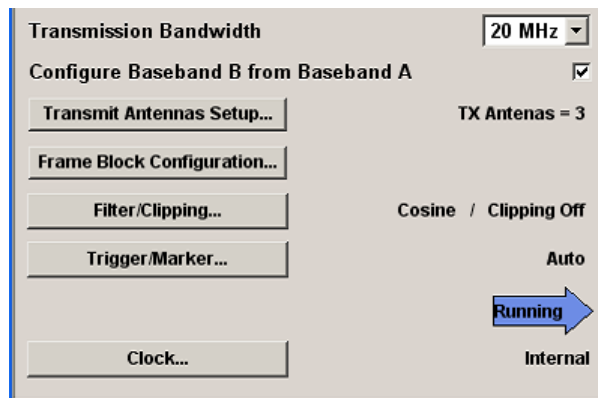 Transmission Bandwidth 20 MHz
Configure Baseband B from Baseband A
Transmit Antennas Setup... TX Antenas = 3
Frame Block Configuration...
Filter/Clipping... Cosine / Clipping Off
Trigger/Marker... Auto
Running
Clock... Internal